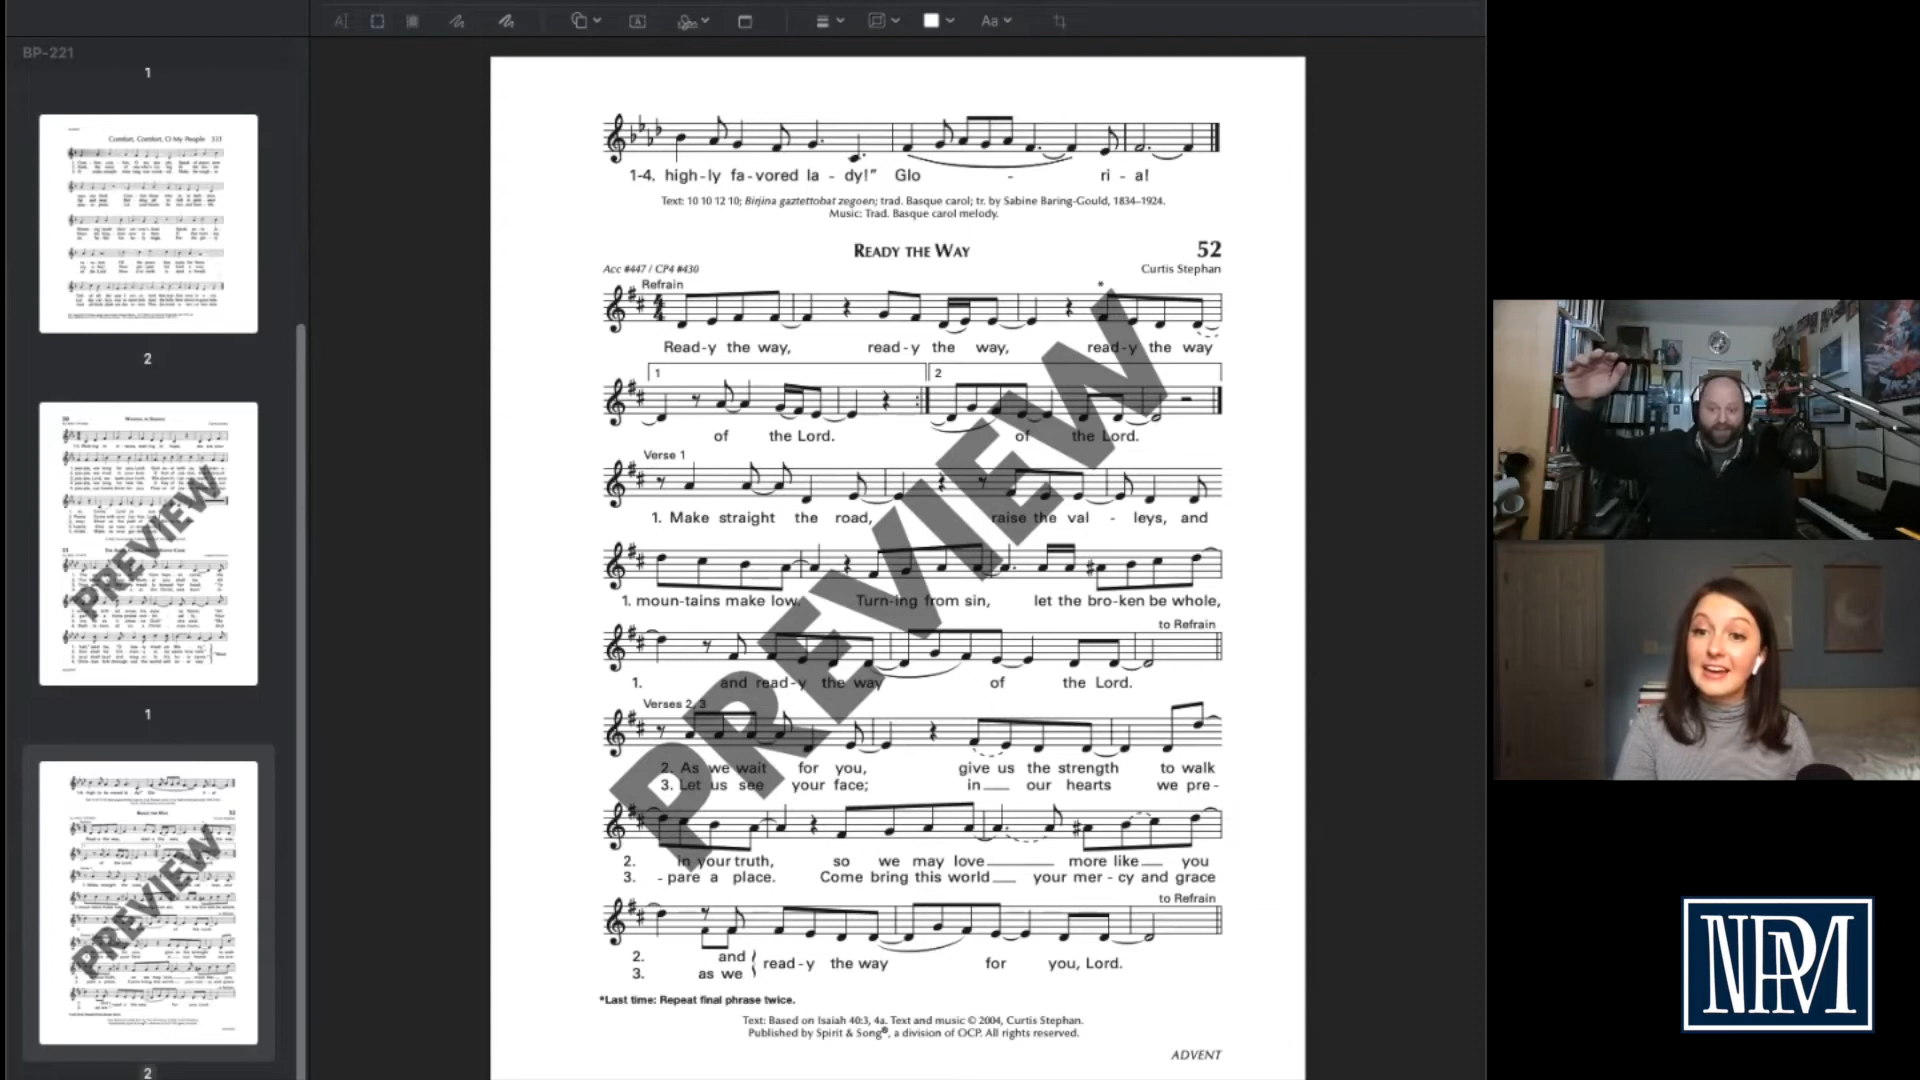 BP-221
1
Comfort, Comfort, O My People 331
2
PREVIEW
1
PREVIEW
2
1-4. high-ly fa-vored la - dy!" Glo - ri - a!
Text: 10 10 12 10; Birjina gaztettobat zegoen; trad. Basque carol; tr. by Sabine Baring-Gould, 1834–1924.
Music: Trad. Basque carol melody.
READY THE WAY 52
Acc #447 / CP4 #430 Curtis Stephan
Refrain *
Read-y the way, read-y the way, read-y the way
1 2
of the Lord. of the Lord.
Verse 1
1. Make straight the road, raise the val - leys, and
1. moun-tains make low. Turn-ing from sin, let the bro-ken be whole,
to Refrain
1. and read-y the way of the Lord.
Verses 2, 3
2. As we wait for you, give us the strength to walk
3. Let us see your face; in our hearts we pre-
2. in your truth, so we may love more like you
3. - pare a place. Come bring this world your mer - cy and grace
to Refrain
2. and
3. as we
read-y the way for you, Lord.
*Last time: Repeat final phrase twice.
Text: Based on Isaiah 40:3, 4a. Text and music © 2004, Curtis Stephan.
Published by Spirit & Song®, a division of OCP. All rights reserved.
ADVENT
PREVIEW
Aa
NPM